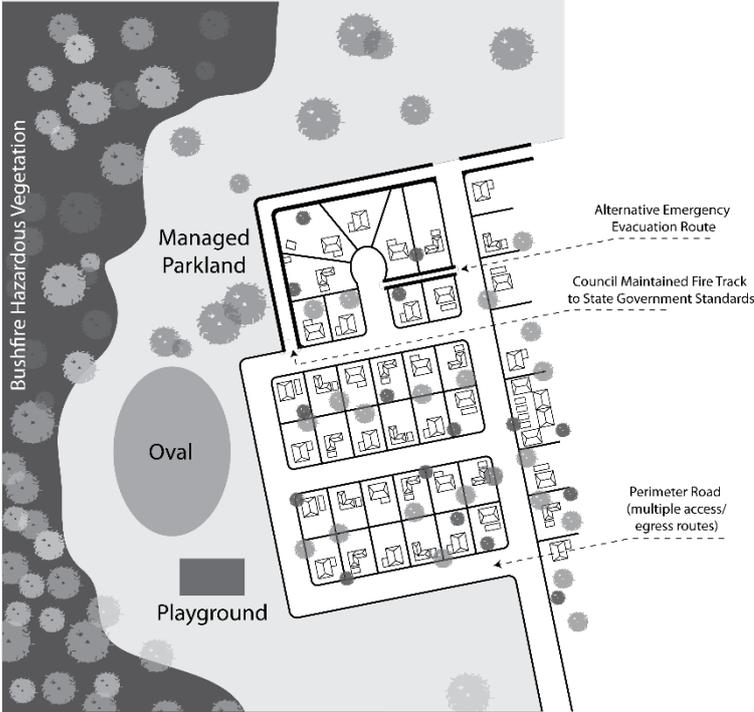 Bushfire Hazardous Vegetation
Managed
Parkland
Alternative Emergency
Evacuation Route
Council Maintained Fire Track
to State Government Standards
Oval
Perimeter Road
(multiple access/
egress routes)
Playground